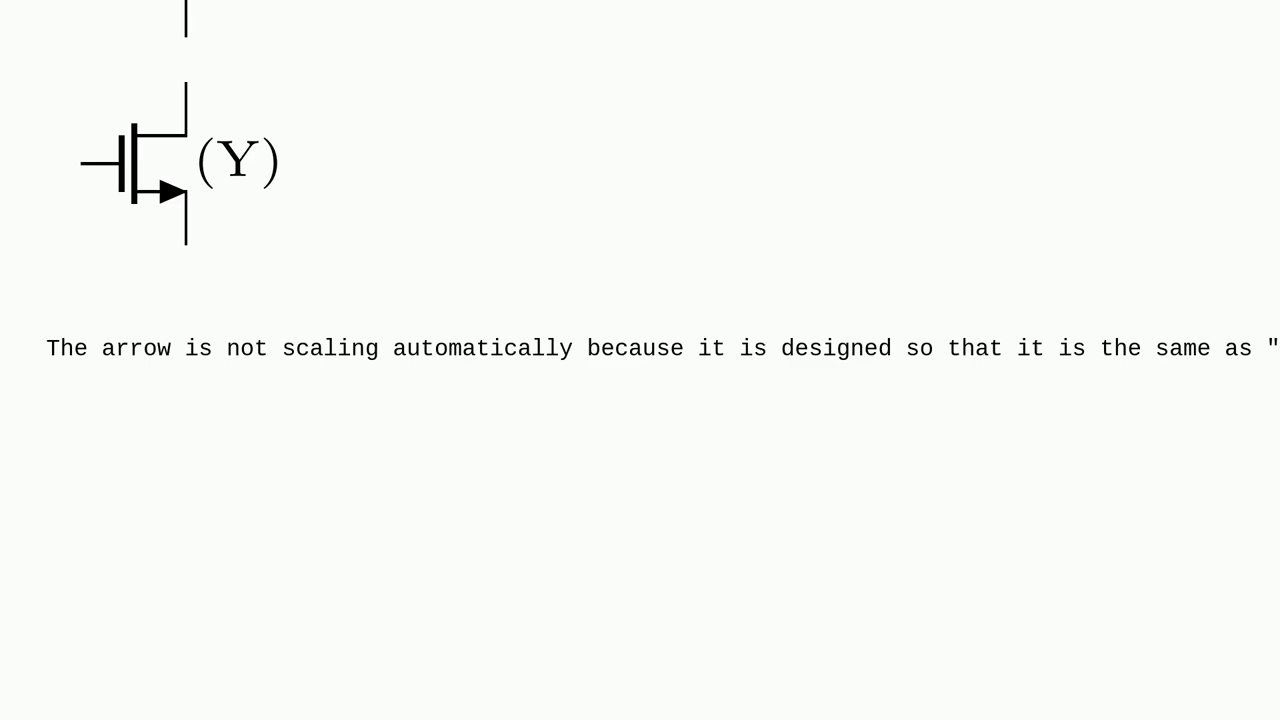 (Y)
The arrow is not scaling automatically because it is designed so that it is the same as "